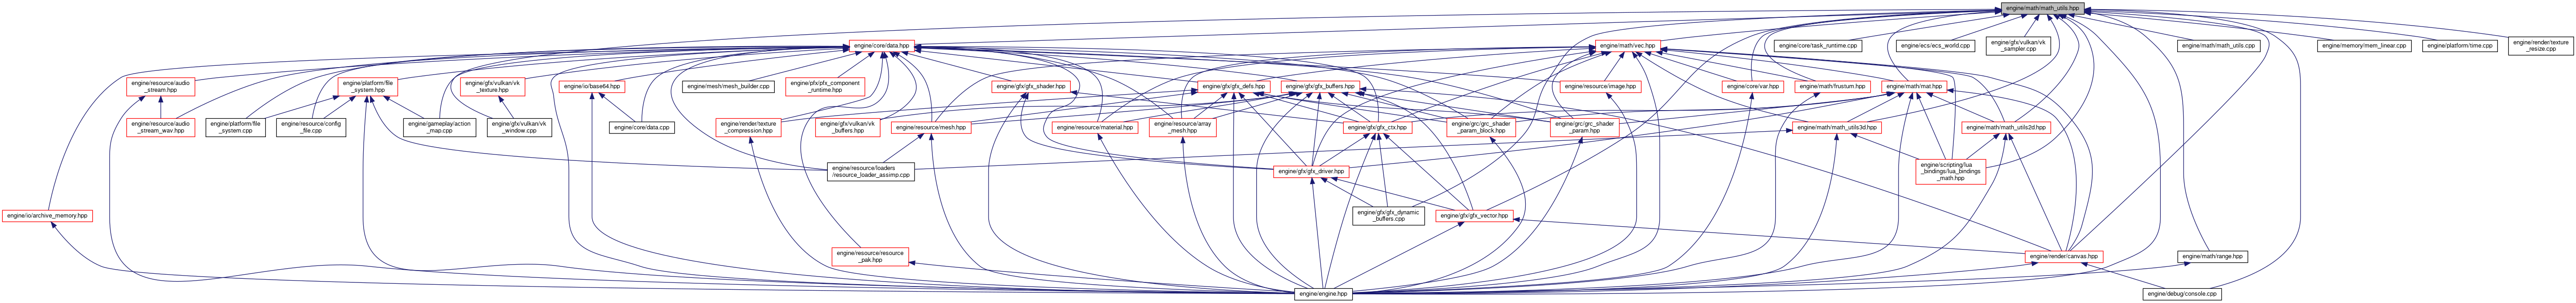 engine/math/math_utils.hpp
engine/core/data.hpp
engine/math/vec.hpp
engine/core/task_runtime.cpp
engine/ecs/ecs_world.cpp
engine/gfx/vulkan/vk
_sampler.cpp
engine/math/math_utils.cpp
engine/memory/mem_linear.cpp
engine/platform/time.cpp
engine/render/texture
_resize.cpp
engine/resource/audio
_stream.hpp
engine/platform/file
_system.hpp
engine/gfx/vulkan/vk
_texture.hpp
engine/io/base64.hpp
engine/mesh/mesh_builder.cpp
engine/gfx/gfx_component
_runtime.cpp
engine/gfx/gfx_shader.hpp
engine/gfx/gfx_defs.hpp
engine/gfx/gfx_buffers.hpp
engine/resource/image.hpp
engine/core/var.hpp
engine/math/frustum.hpp
engine/math/mat.hpp
engine/resource/audio
_stream_wav.hpp
engine/platform/file
_system.cpp
engine/resource/config
_file.cpp
engine/gameplay/action
_map.cpp
engine/gfx/vulkan/vk
_window.cpp
engine/core/data.cpp
engine/render/texture
_compression.hpp
engine/gfx/vulkan/vk
_buffers.hpp
engine/resource/mesh.hpp
engine/resource/material.hpp
engine/resource/array
_mesh.hpp
engine/gfx/gfx_ctx.hpp
engine/grc/grc_shader
_param_block.hpp
engine/grc/grc_shader
_param.hpp
engine/math/math_utils3d.hpp
engine/math/math_utils2d.hpp
engine/resource/loaders
/resource_loader_assimp.cpp
engine/gfx/gfx_driver.hpp
engine/scripting/lua
_bindings/lua_bindings
_math.hpp
engine/io/archive_memory.hpp
engine/gfx/gfx_dynamic
_buffers.cpp
engine/gfx/gfx_vector.hpp
engine/resource/resource
_pak.hpp
engine/render/canvas.hpp
engine/math/range.hpp
engine/engine.hpp
engine/debug/console.cpp